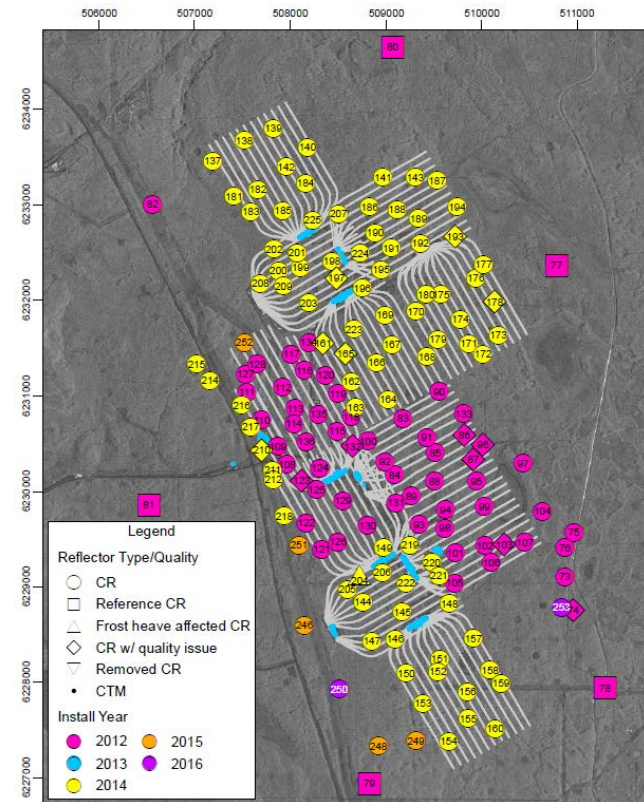 506000 507000 508000 509000 510000 511000
80
6234000
139
138
140
137
142
184
141 143 187
82
181 182
6233000
183 185 207 186 188 194
225 189
190 193
202 201 224 191 192
77
198 177
200 199 195 176
197
208 209 196 180 75 178
6232000
203 169 170 174
223 173
252 134 161 179 171
117 165 167 168 172
215 128 166
127 116 120
214 162
111 112 119 90
6231000
216 163 164
113 135 118 83 133
110 114
217 115 91 86 96
136 132 100
210 109 85 87
108 92 97
211 124 84
6230000
212 123 88 95
125 89
81
129 131 94 99 104
218 122 130 93 98
75
251 126 149 219 102 103 107 76
121 101
220 106
6229000
204 206 221 73
205 222 105
144 148 253 74
246 145
147 146 157
151
6228000
150 152 158
250 159 78
153 156
155 160
248 249 154
6227000
79
Legend
Reflector Type/Quality
CR
Reference CR
Frost heave affected CR
CR w/ quality issue
Removed CR
CTM
Install Year
2012 2015
2013 2016
2014